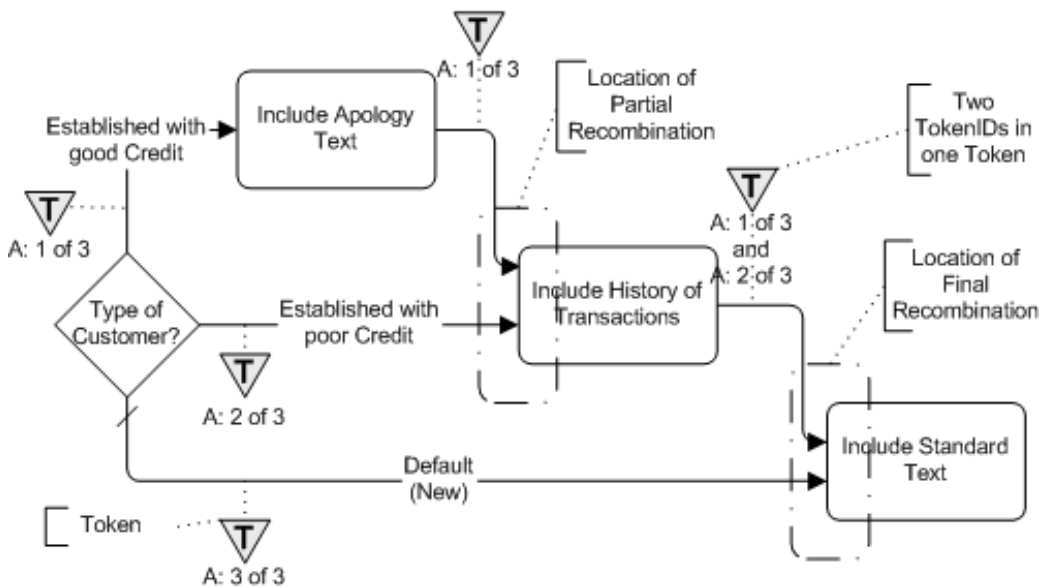 T
A: 1 of 3
Location of
Partial
Recombination
Two
TokenIDs in
one Token
Include Apology
Text
Established with
good Credit
T
A: 1 of 3
T
A: 1 of 3
and
A: 2 of 3
Location of
Final
Recombination
Type of
Customer?
Established with
poor Credit
Include History of
Transactions
T
A: 2 of 3
Default
(New)
Include Standard
Text
Token
T
A: 3 of 3